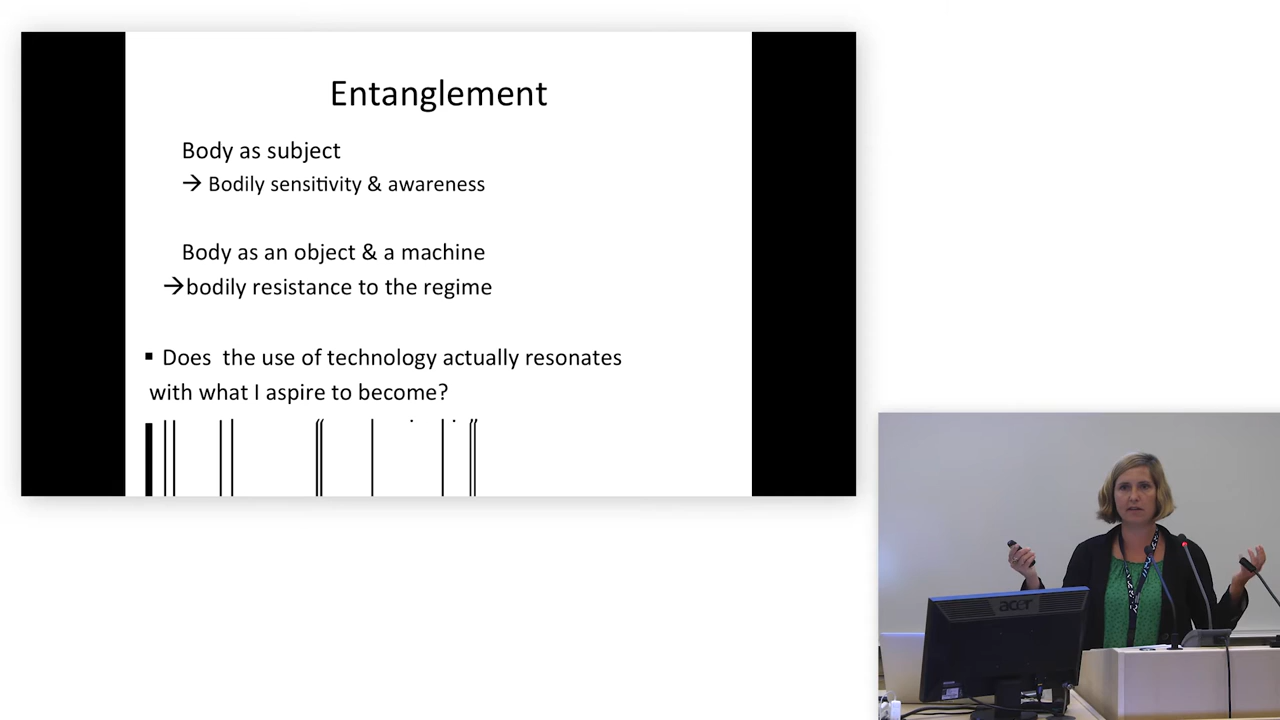 Entanglement
Body as subject
→ Bodily sensitivity & awareness
Body as an object & a machine
→bodily resistance to the regime
▪ Does the use of technology actually resonates
with what I aspire to become?
acer